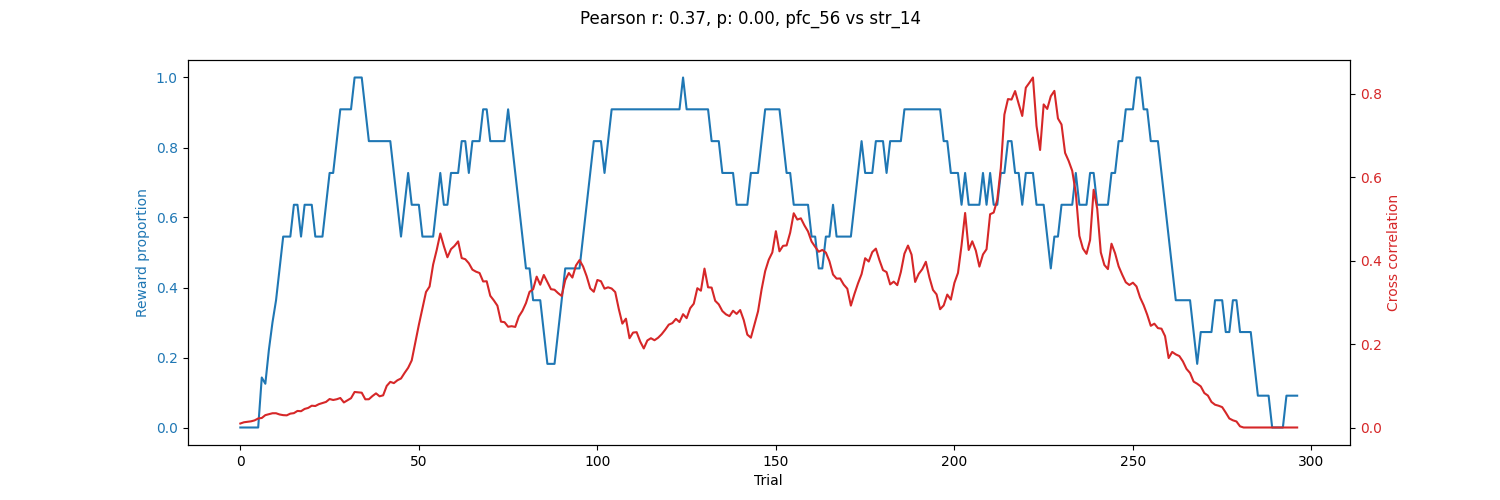 Pearson r: 0.37, p: 0.00, pfc_56 vs str_14
1.0
0.8
0.6
0.4
0.2
0.0
Reward proportion
0.8
0.6
0.4
0.2
0.0
Cross correlation
0 50 100 150 200 250 300
Trial